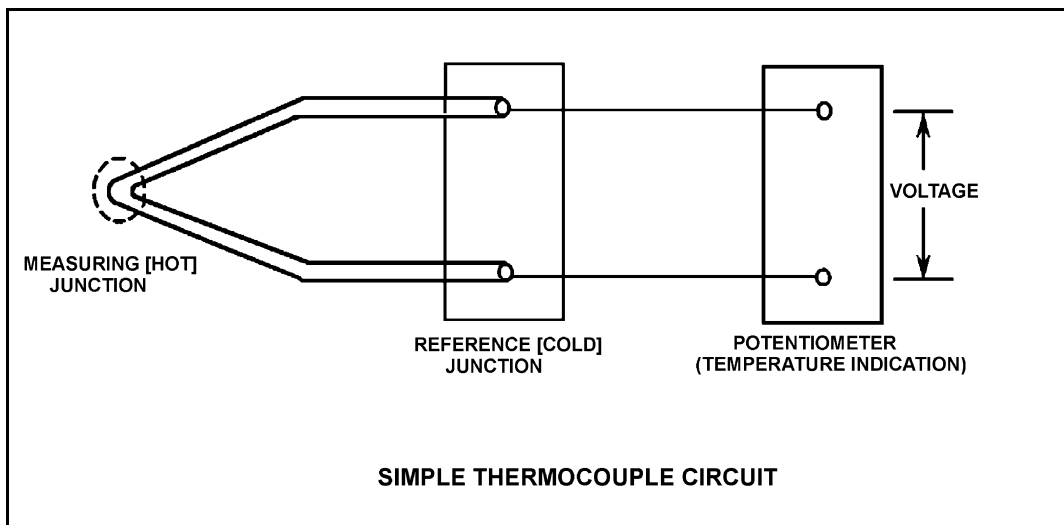 MEASURING [HOT]
JUNCTION
REFERENCE [COLD]
JUNCTION
VOLTAGE
POTENTIOMETER
(TEMPERATURE INDICATION)
SIMPLE THERMOCOUPLE CIRCUIT